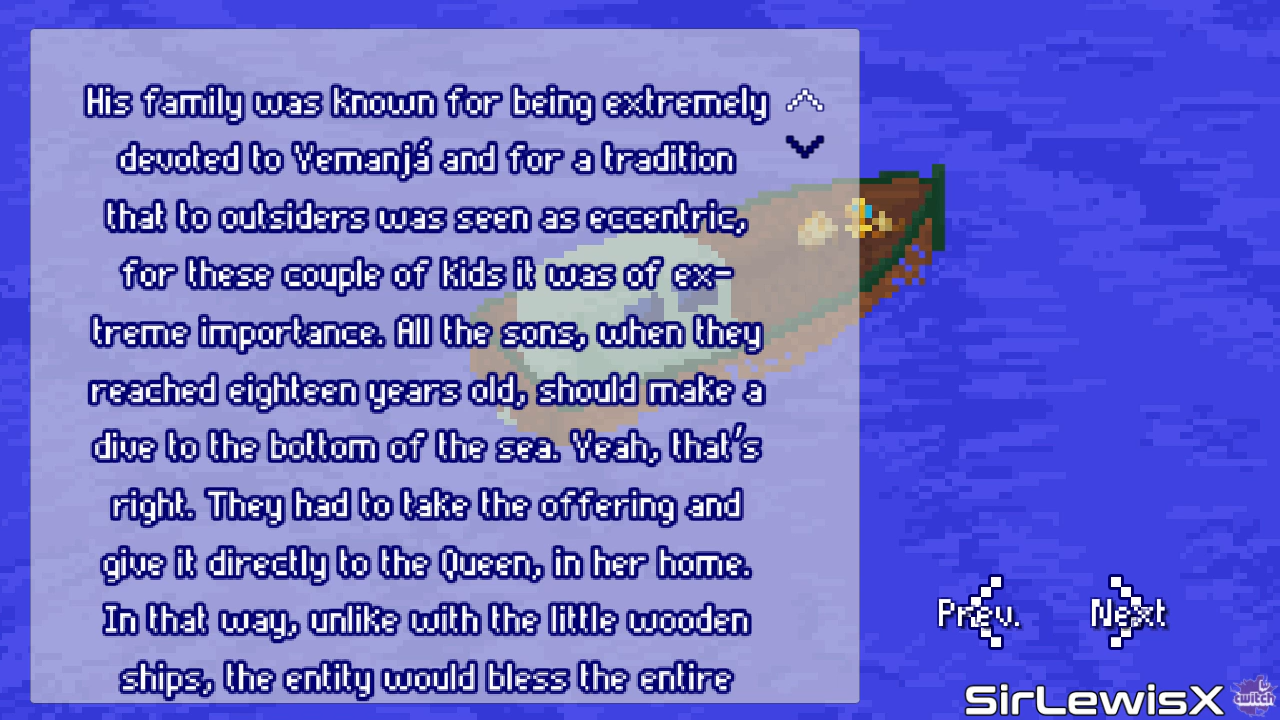 His family was known for being extremely
devoted to Yemanjá and for a tradition
that to outsiders was seen as eccentric,
for these couple of kids it was of ex-
treme importance. All the sons, when they
reached eighteen years old, should make a
dive to the bottom of the sea. Yeah, that's
right. They had to take the offering and
give it directly to the Queen, in her home.
In that way, unlike with the little wooden
ships, the entity would bless the entire
Prev. Next
SirLewisX twitch